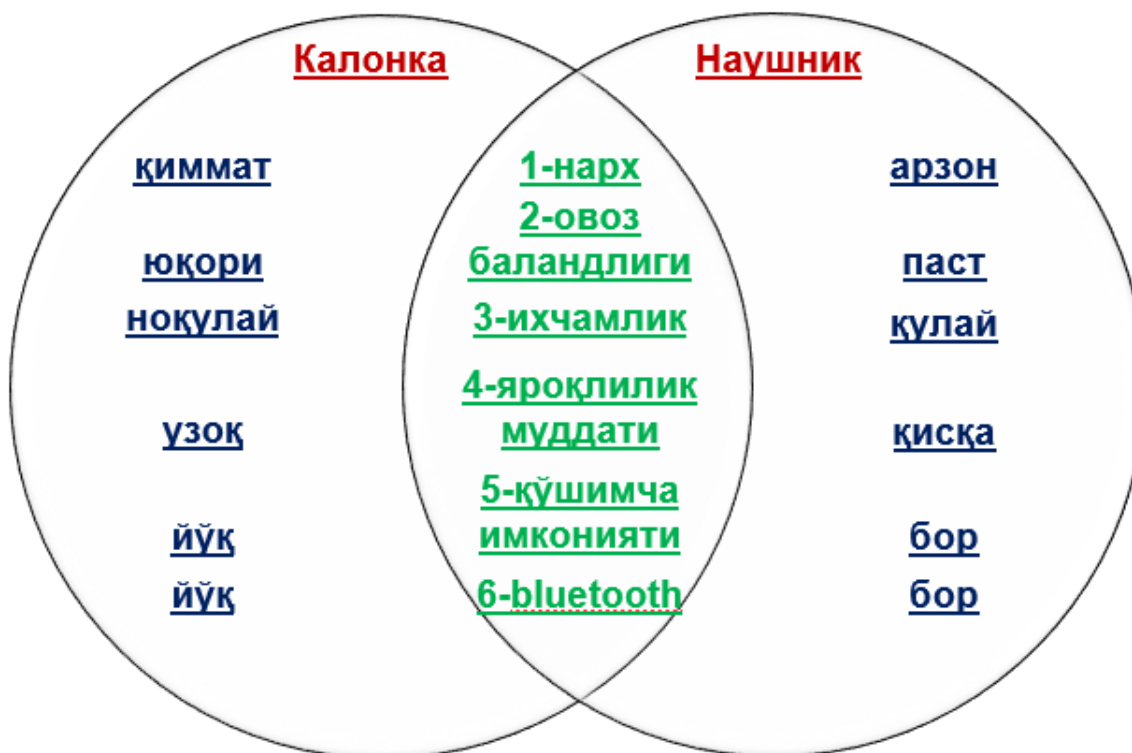 Калонка Наушник
қиммат 1-нарх арзон
2-овоз
юқори баландлиги паст
ноқулай 3-ихчамлик қулай
4-яроқлилик
узоқ муддати қисқа
5-қўшимча
йўқ имконияти бор
йўқ 6-bluetooth бор